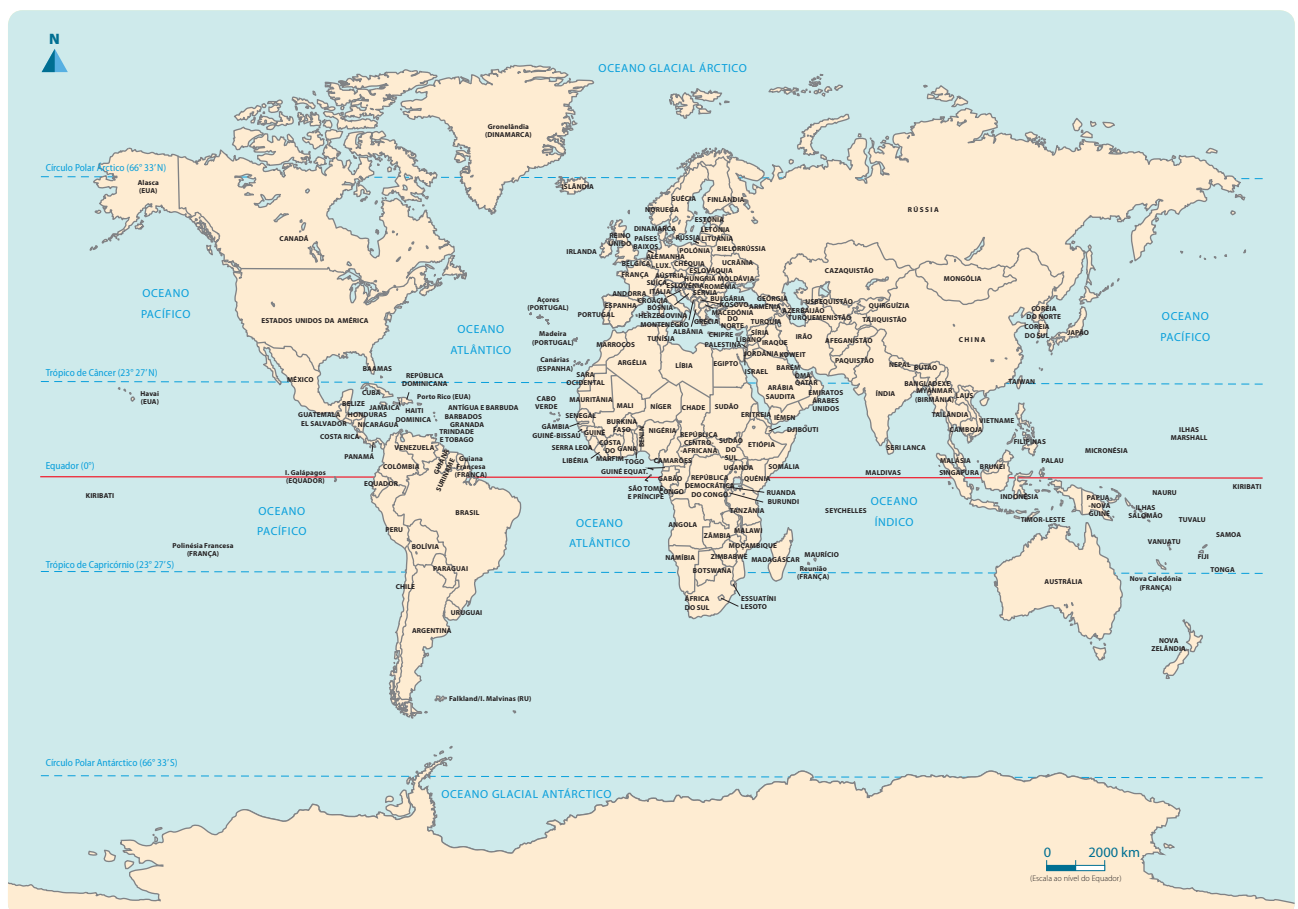 N
OCEANO GLACIAL ÁRCTICO
Gronelândia
(DINAMARCA)
Círculo Polar Árctico (66° 33´N)
Alasca
(EUA)
ISLÂNDIA
SUÉCIA
FINLÂNDIA
NORUEGA
RÚSSIA
ESTÓNIA
LETÓNIA
LITUÂNIA
DINAMARCA
REINO
UNIDO
PAÍSES
BAIXOS
RÚSSIA
CANADÁ
IRLANDA
POLÓNIA
BIELORRÚSSIA
ALEMANHA
BÉLGICA
LUX.
CHÉQUIA
UCRÂNIA
ESLOVÁQUIA
FRANÇA
ÁUSTRIA
SUÍÇA
HUNGRIA
MOLDÁVIA
ESLOVÉNIA
ROMÉNIA
CAZAQUISTÃO
MONGÓLIA
ITÁLIA
SÉRVIA
ANDORRA
CROÁCIA
BULGÁRIA
GEÓRGIA
OCEANO
PACÍFICO
Açores
(PORTUGAL)
ESPANHA
PORTUGAL
BÓSNIA
HERZEGOVINA
KOSOVO
MACEDÓNIA
DO
NORTE
MONTENEGRO
ALBÂNIA
GRÉCIA
ARMÉNIA
AZERBAIJÃO
USBEQUISTÃO
TURQUEMENISTÃO
QUIRGUÍZIA
TAJIQUISTÃO
COREIA
DO NORTE
COREIA
DO SUL
JAPÃO
OCEANO
PACÍFICO
ESTADOS UNIDOS DA AMÉRICA
OCEANO
ATLÂNTICO
Madeira
(PORTUGAL)
TURQUIA
CHIPRE
SÍRIA
LÍBANO
PALESTINA
IRAQUE
IRÃO
AFEGANISTÃO
CHINA
MARROCOS
TUNÍSIA
JORDÂNIA
KOWEIT
PAQUISTÃO
Canárias
(ESPANHA)
ARGÉLIA
LÍBIA
EGIPTO
ISRAEL
BARÉM
OMÃ
QATAR
NEPAL
BUTÃO
Trópico de Câncer (23° 27´N)
MÉXICO
BAAMAS
REPÚBLICA
DOMINICANA
SARA
OCIDENTAL
ARÁBIA
SAUDITA
EMIRATOS
ÁRABES
UNIDOS
ÍNDIA
BANGLADEXE
MYANMAR
(BIRMÂNIA)
TAIWAN
Havai
(EUA)
CUBA
Porto Rico (EUA)
BELIZE
JAMAICA
HAITI
ANTÍGUA E BARBUDA
GUATEMALA
HONDURAS
DOMINICA
BARBADOS
EL SALVADOR
NICARÁGUA
GRANADA
CABO
VERDE
MAURITÂNIA
MALI
NÍGER
CHADE
SUDÃO
ERITREIA
IÉMEN
LAUS
TAILÂNDIA
VIETNAME
CAMBOJA
COSTA RICA
TRINDADE
E TOBAGO
SENEGAL
GÂMBIA
GUINÉ-BISSAU
GUINÉ
BURKINA
FASO
BENIM
NIGÉRIA
DJIBOUTI
FILIPINAS
ILHAS
MARSHALL
PANAMÁ
VENEZUELA
GUIANA
SURINAME
Guiana
Francesa
(FRANÇA)
SERRA LEOA
LIBÉRIA
COSTA
DO
MARFIM
GANA
TOGO
REPÚBLICA
CENTRO
AFRICANA
SUDÃO
DO
SUL
ETIÓPIA
SERI LANCA
MICRONÉSIA
Equador (0°)
I. Galápagos
(EQUADOR)
COLÔMBIA
EQUADOR
CAMARÕES
GUINÉ EQUAT.
UGANDA
SOMÁLIA
MALDIVAS
MALÁSIA
SINGAPURA
BRUNEI
PALAU
KIRIBATI
KIRIBATI
SÃO TOMÉ
E PRÍNCIPE
GABÃO
CONGO
REPÚBLICA
DEMOCRÁTICA
DO CONGO
QUÉNIA
RUANDA
BURUNDI
INDONÉSIA
PAPUA
-NOVA
GUINÉ
NAURU
OCEANO
PACÍFICO
BRASIL
OCEANO
ATLÂNTICO
TANZÂNIA
SEYCHELLES
OCEANO
ÍNDICO
TIMOR-LESTE
ILHAS
SALOMÃO
TUVALU
PERU
ANGOLA
ZÂMBIA
MALAWI
SAMOA
Polinésia Francesa
(FRANÇA)
BOLÍVIA
MOÇAMBIQUE
VANUATU
NAMÍBIA
ZIMBABWE
MADAGÁSCAR
MAURÍCIO
FIJI
Trópico de Capricórnio (23° 27´S)
PARAGUAI
BOTSWANA
Reunião
(FRANÇA)
TONGA
CHILE
AUSTRÁLIA
Nova Caledónia
(FRANÇA)
ÁFRICA
DO SUL
ESSUATÍNI
LESOTO
URUGUAI
ARGENTINA
NOVA
ZELÂNDIA
Falkland/I. Malvinas (RU)
Círculo Polar Antárctico (66° 33´S)
OCEANO GLACIAL ANTÁRCTICO
0 2000 km
(Escala ao nível do Equador)